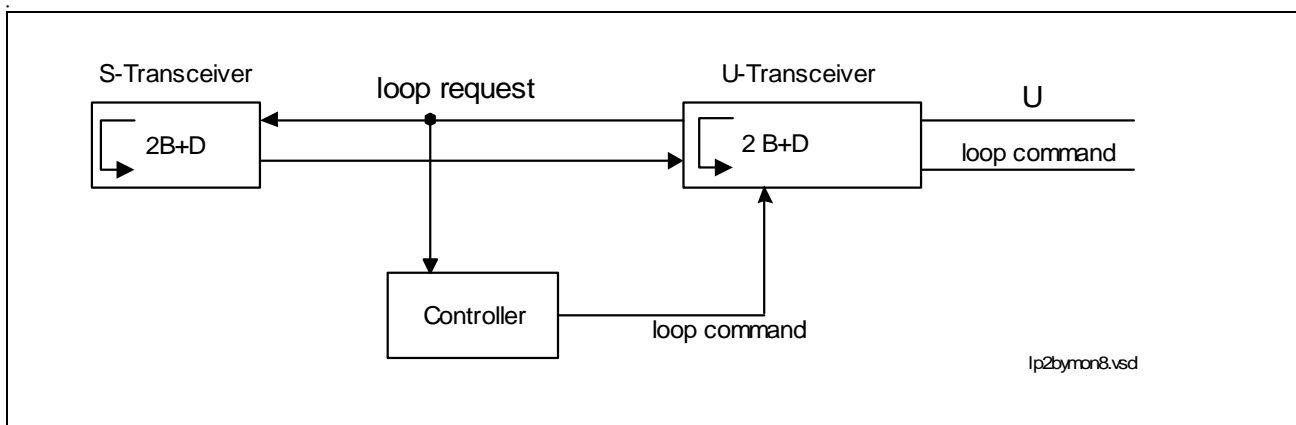 S-Transceiver
U-Transceiver
loop request
U
2B+D
2 B+D
loop command
Controller
loop command
lp2bymon8.vsd